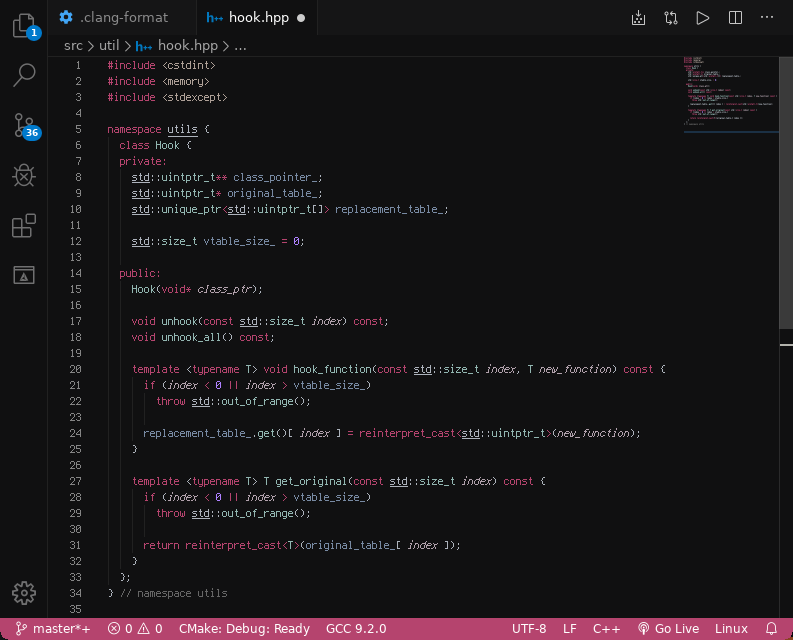 .clang-format
h++ hook.hpp
1
src > util > h++ hook.hpp > ...
1 #include <cstdint>
2 #include <memory>
3 #include <stdexcept>
4
5 namespace utils {
6 class Hook {
7 private:
8 std::uintptr_t** class_pointer_;
9 std::uintptr_t* original_table_;
10 std::unique_ptr<std::uintptr_t[]> replacement_table_;
11
12 std::size_t vtable_size_ = 0;
13
14 public:
15 Hook(void* class_ptr);
16
17 void unhook(const std::size_t index) const;
18 void unhook_all() const;
19
20 template <typename T> void hook_function(const std::size_t index, T new_function) const {
21 if (index < 0 || index > vtable_size_)
22 throw std::out_of_range();
23
24 replacement_table_.get()[ index ] = reinterpret_cast<std::uintptr_t>(new_function);
25 }
26
27 template <typename T> T get_original(const std::size_t index) const {
28 if (index < 0 || index > vtable_size_)
29 throw std::out_of_range();
30
31 return reinterpret_cast<T>(original_table_[ index ]);
32 }
33 };
34 } // namespace utils
35
36
master*+ 0 0 CMake: Debug: Ready GCC 9.2.0 UTF-8 LF C++ Go Live Linux